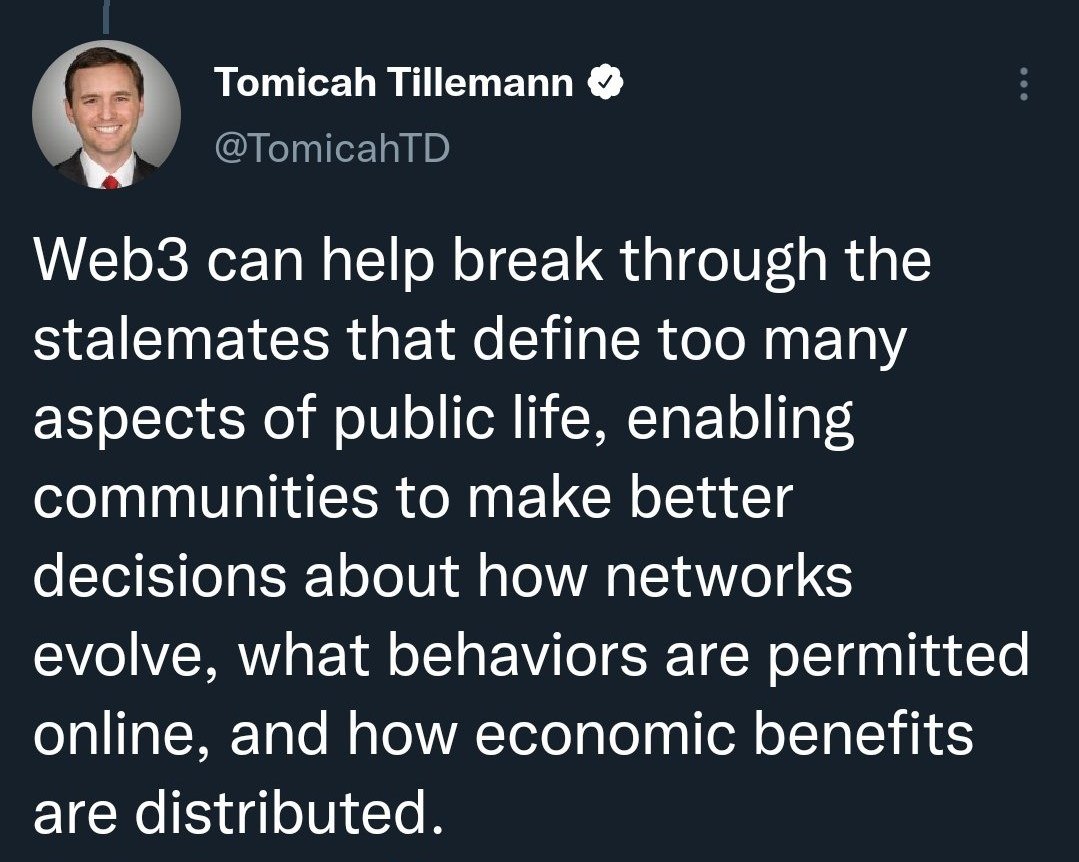 Tomicah Tillemann
@TomicahTD
Web3 can help break through the
stalemates that define too many
aspects of public life, enabling
communities to make better
decisions about how networks
evolve, what behaviors are permitted
online, and how economic benefits
are distributed.